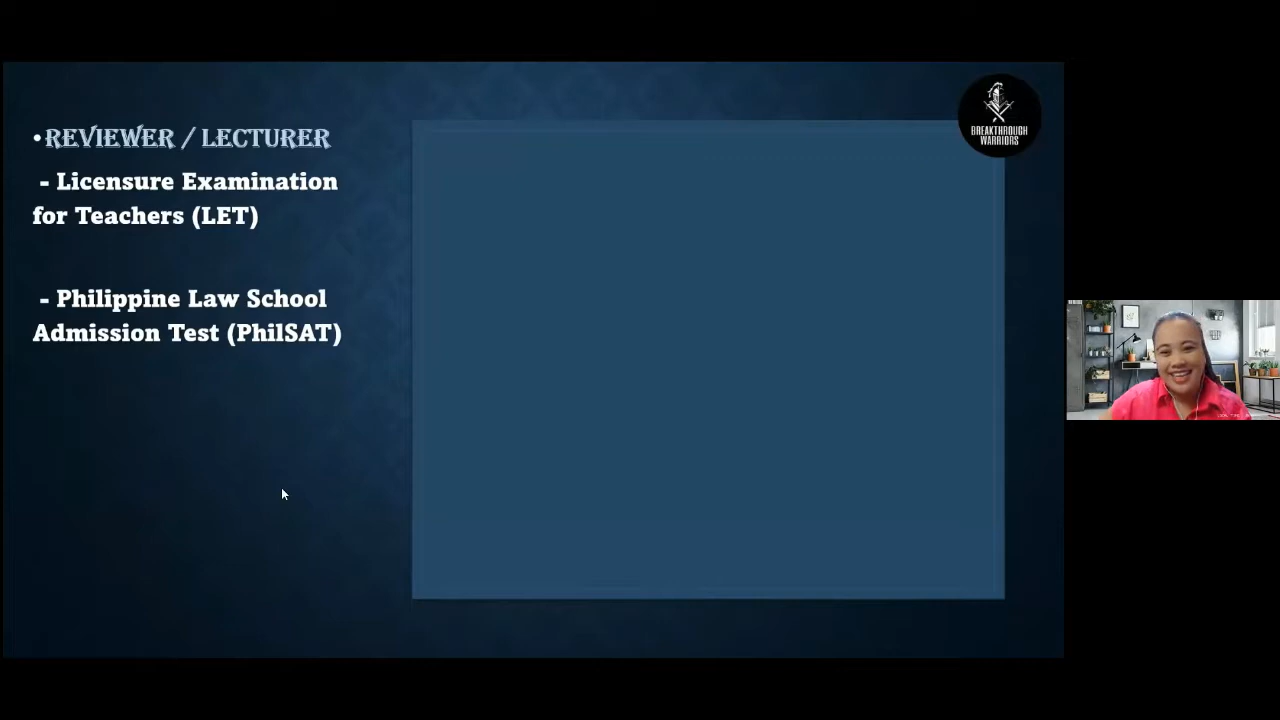 •REVIEWER / LECTURER
- Licensure Examination
for Teachers (LET)
- Philippine Law School
Admission Test (PhilSAT)
BREAKTHROUGH
WARRIORS